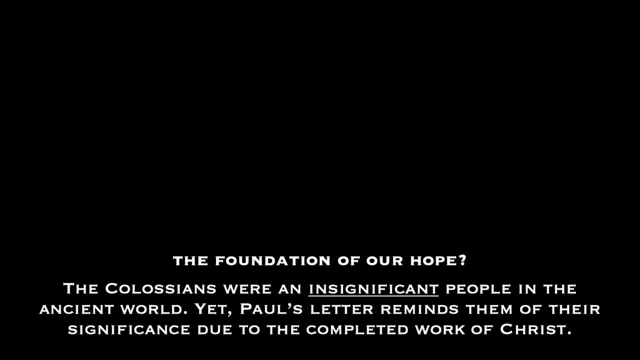 THE FOUNDATION OF OUR HOPE?
The Colossians were an insignificant people in the
ancient world. Yet, Paul's letter reminds them of their
significance due to the completed work of Christ.